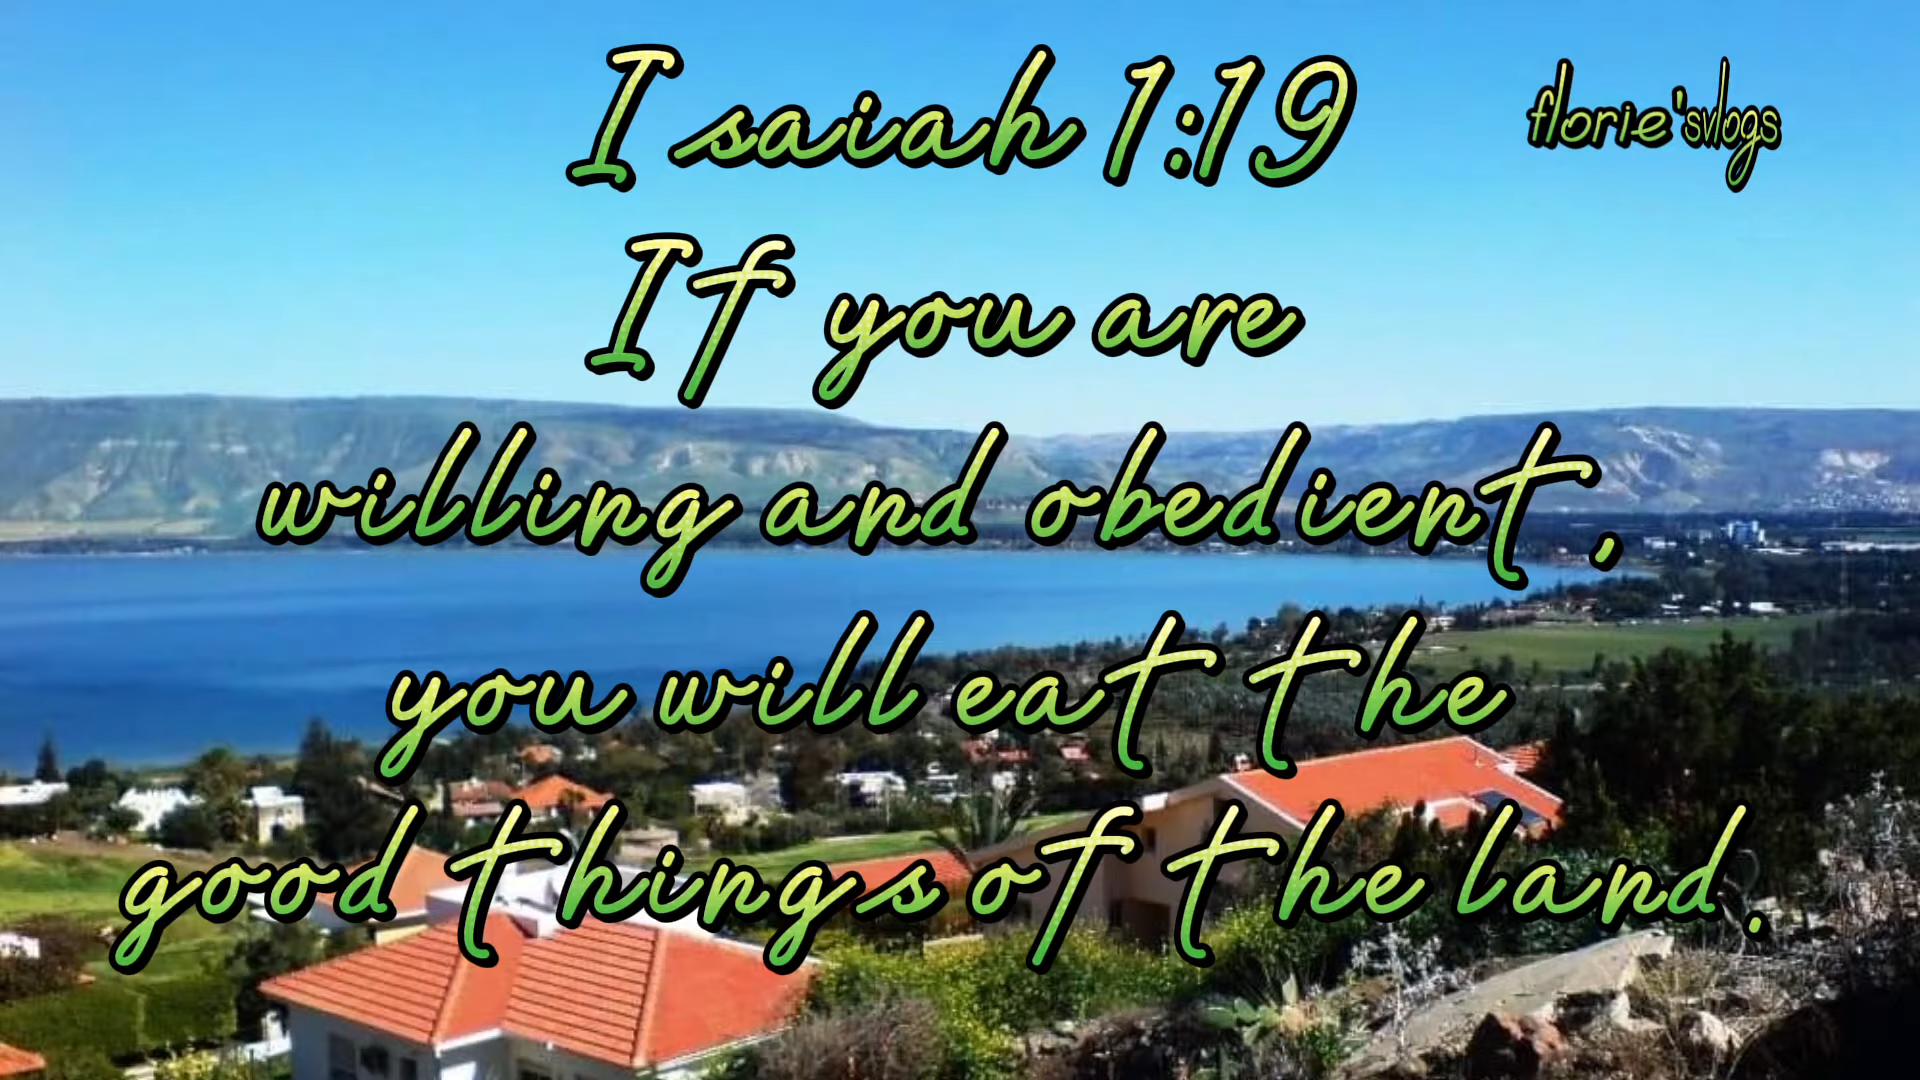 Isaiah 1:19
florie'svlogs
If you are
willing and obedient,
you will eat the
good things of the land.